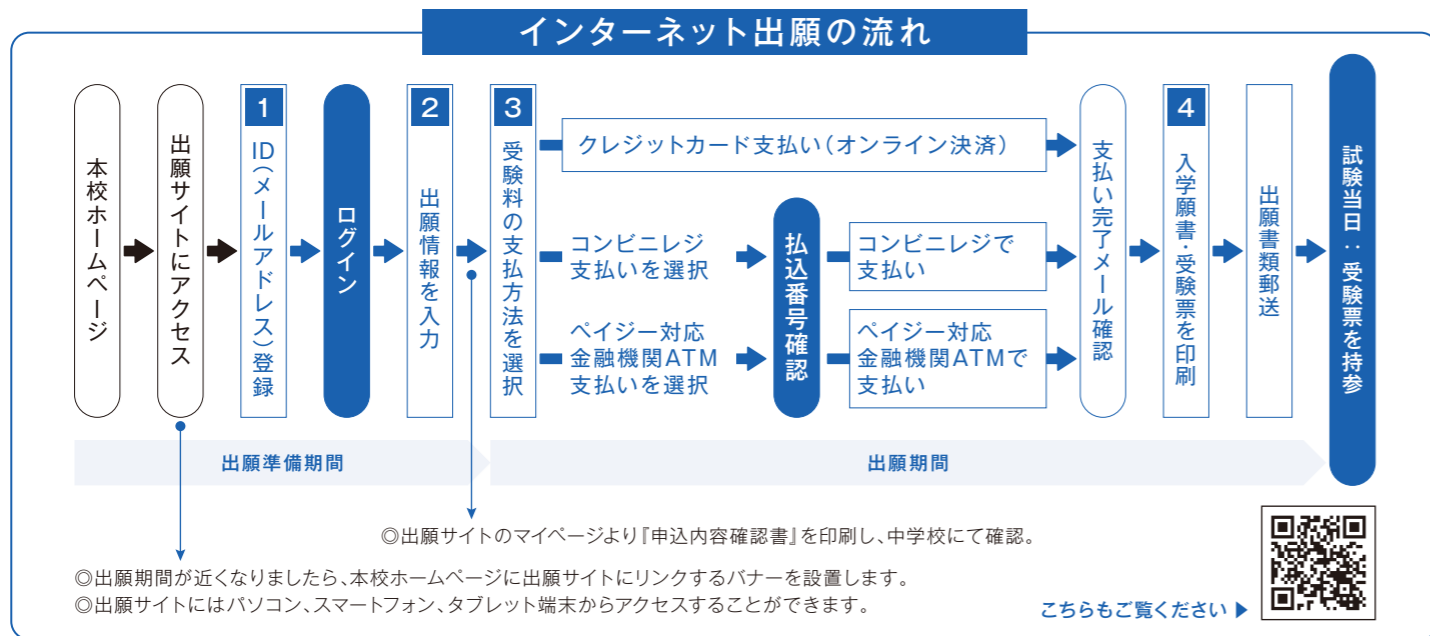 インターネット出願の流れ
本校ホームページ
出願サイトにアクセス
1
ID(メールアドレス)登録
ログイン
2
出願情報を入力
3
受験料の支払方法を選択
クレジットカード支払い(オンライン決済)
コンビニレジ
支払いを選択
ペイジー対応
金融機関ATM
支払いを選択
払込番号確認
コンビニレジで
支払い
ペイジー対応
金融機関ATMで
支払い
支払い完了メール確認
4
入学願書・受験票を印刷
出願書類郵送
試験当日:受験票を持参
出願準備期間
出願期間
◎出願サイトのマイページより『申込内容確認書』を印刷し、中学校にて確認。
◎出願期間が近くなりましたら、本校ホームページに出願サイトにリンクするバナーを設置します。
◎出願サイトにはパソコン、スマートフォン、タブレット端末からアクセスすることができます。
こちらもご覧ください ▶